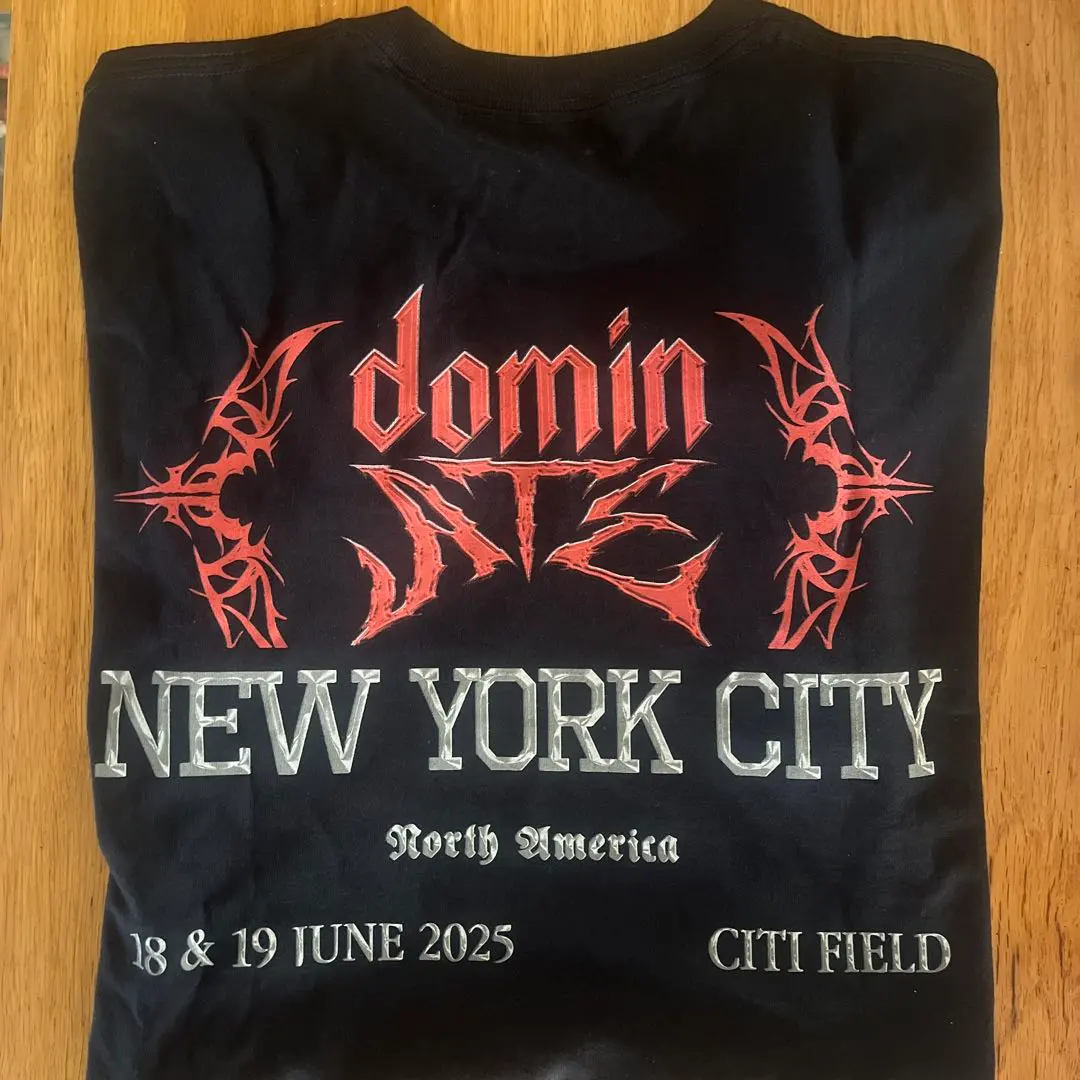 domin
ATE
NEW YORK CITY
North America
18 & 19 JUNE 2025 CITI FIELD